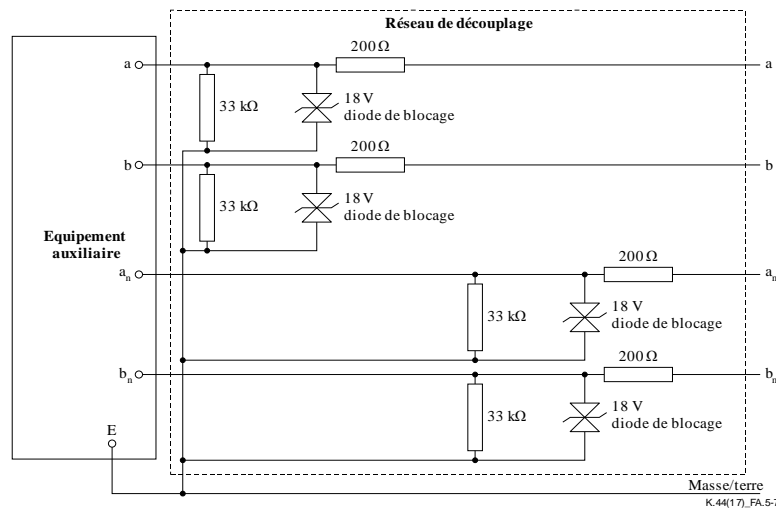 Réseau de découplage
200 Ω
a
a
33 kΩ
18 V
diode de blocage
200 Ω
b
b
33 kΩ
18 V
diode de blocage
Equipement
auxiliaire
200 Ω
an
an
33 kΩ
18 V
diode de blocage
200 Ω
bn
bn
33 kΩ
18 V
diode de blocage
E
Masse/terre